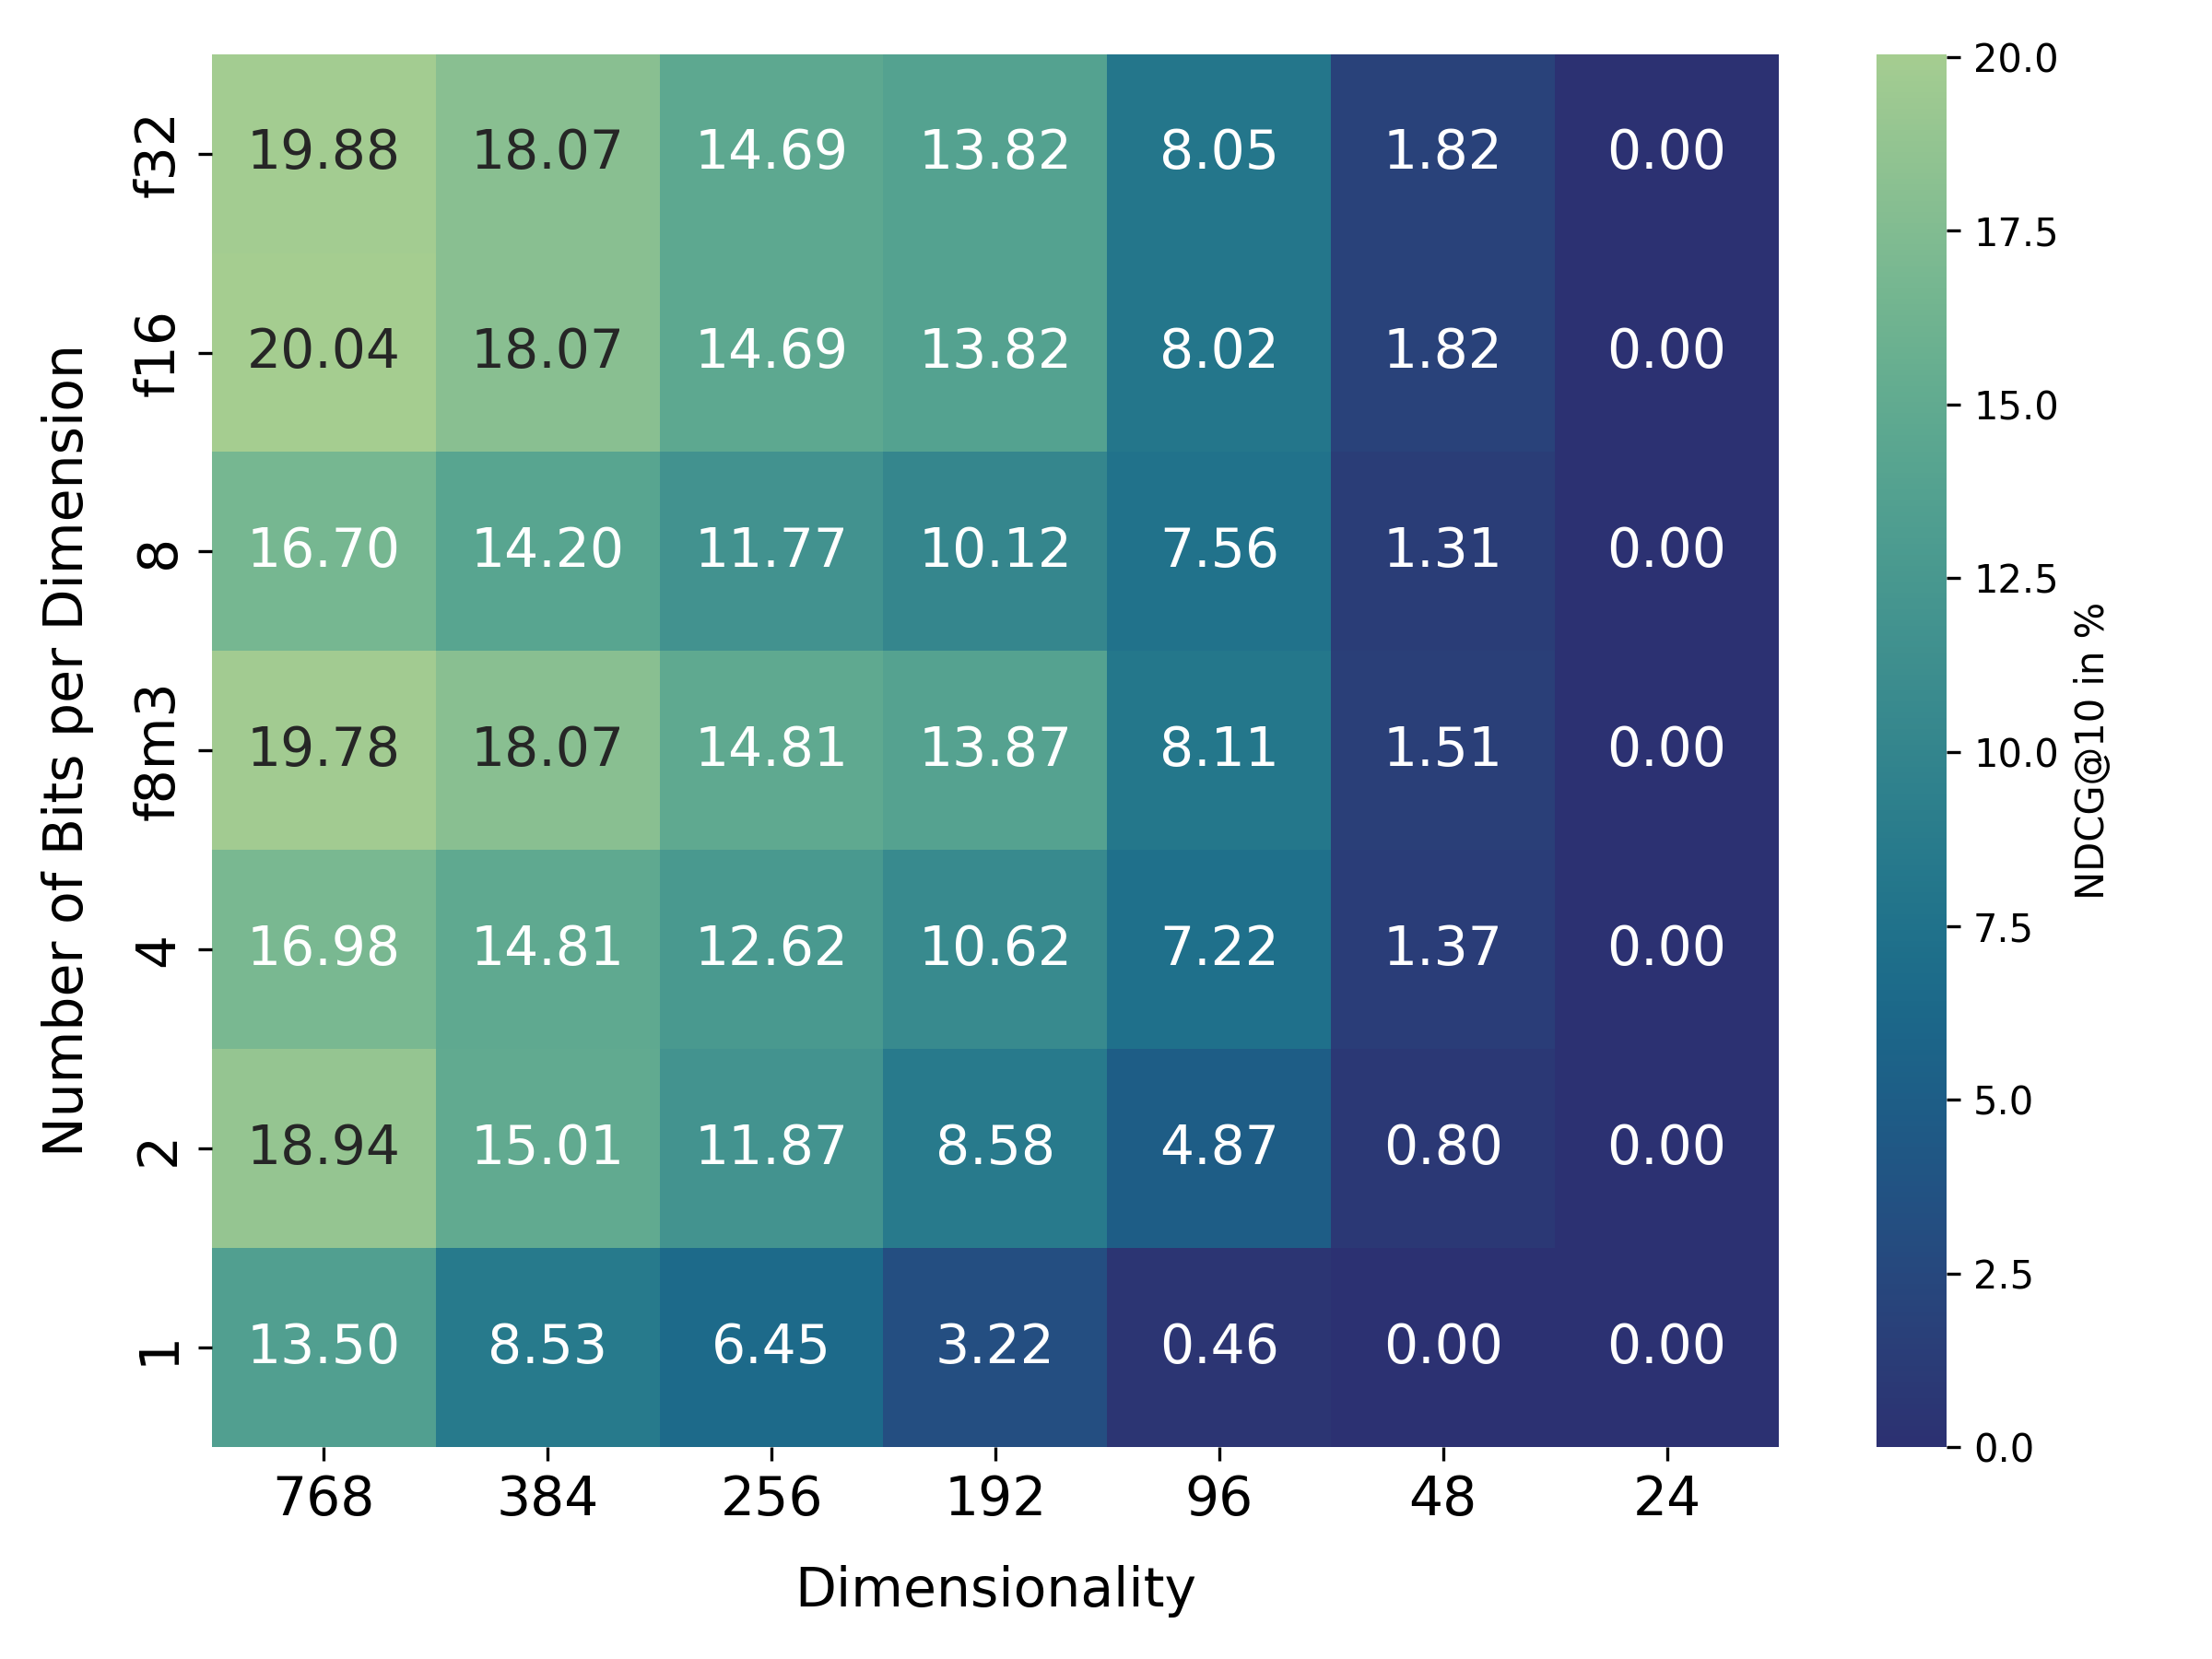 Number of Bits per Dimension
f32 19.88 18.07 14.69 13.82 8.05 1.82 0.00
f16 20.04 18.07 14.69 13.82 8.02 1.82 0.00
8 16.70 14.20 11.77 10.12 7.56 1.31 0.00
f8m3 19.78 18.07 14.81 13.87 8.11 1.51 0.00
4 16.98 14.81 12.62 10.62 7.22 1.37 0.00
2 18.94 15.01 11.87 8.58 4.87 0.80 0.00
1 13.50 8.53 6.45 3.22 0.46 0.00 0.00
768 384 256 192 96 48 24
Dimensionality
20.0
17.5
15.0
12.5
10.0
7.5
5.0
2.5
0.0
NDCG@10 in %